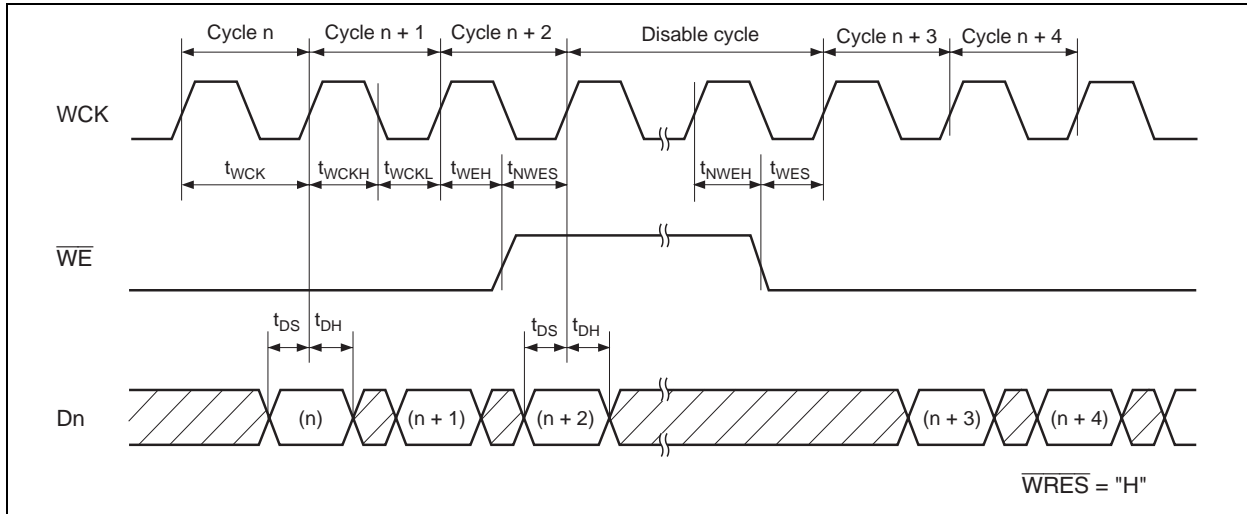 Cycle n Cycle n + 1 Cycle n + 2 Disable cycle Cycle n + 3 Cycle n + 4
WCK
tWCK tWCKH tWCKL tWEH tNWES tNWEH tWES
WE
tDS tDH tDS tDH
Dn (n) (n + 1) (n + 2) (n + 3) (n + 4)
WRES = "H"